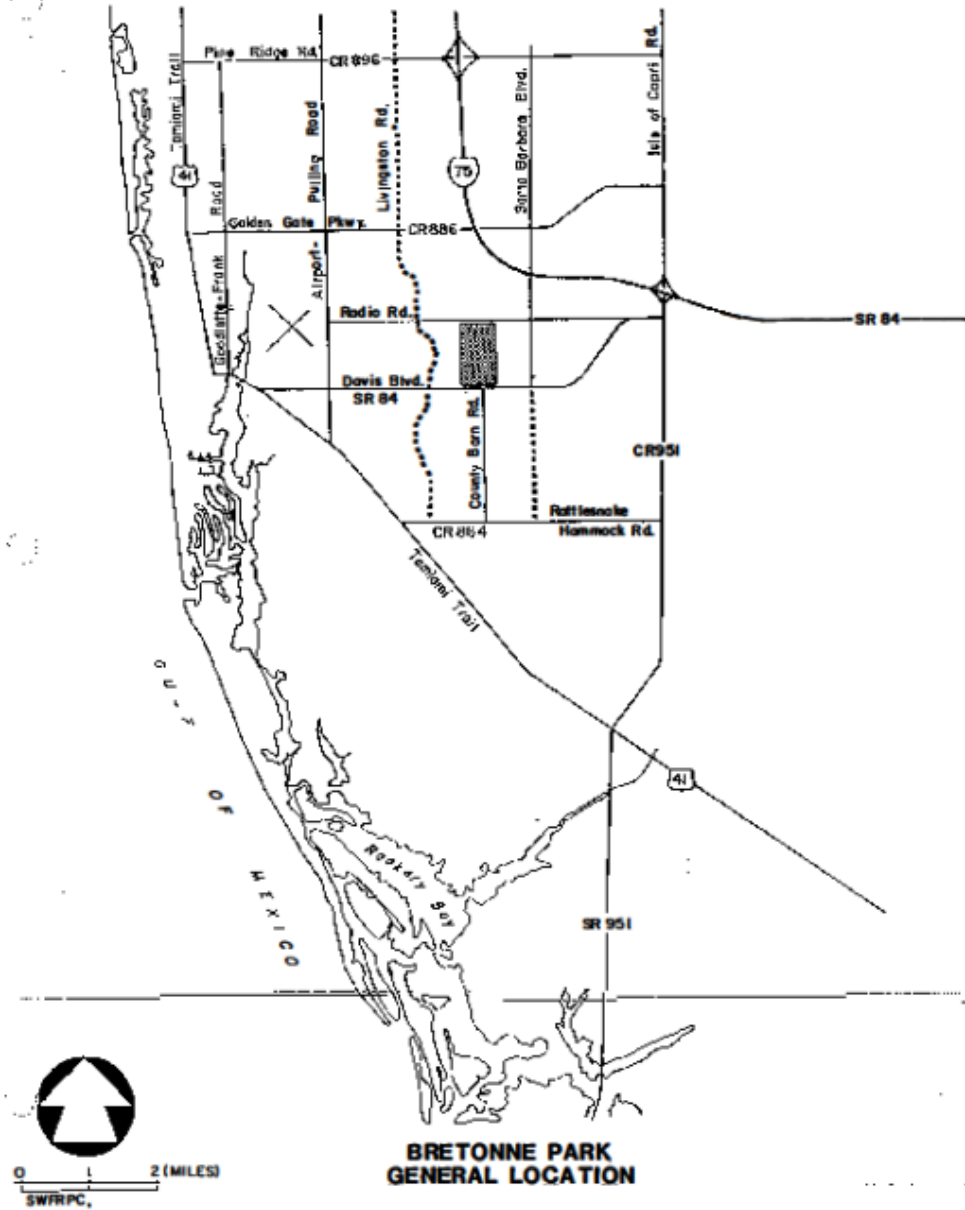 Pine Ridge Rd.
CR 896
Tamiami Trail
41
Goodlette-Frank Road
Airport-Pulling Road
Livingston Rd.
75
Santa Barbara Blvd.
Isle of Capri Rd.
Golden Gate Pkwy.
CR 886
Radio Rd.
SR 84
Davis Blvd.
SR 84
County Barn Rd.
CR951
Rattlesnake
Hammock Rd.
CR 864
Tamiami Trail
GULF
OF
MEXICO
41
Rookery Bay
SR 951
0 1 2 (MILES)
SWFRPC.
BRETONNE PARK
GENERAL LOCATION